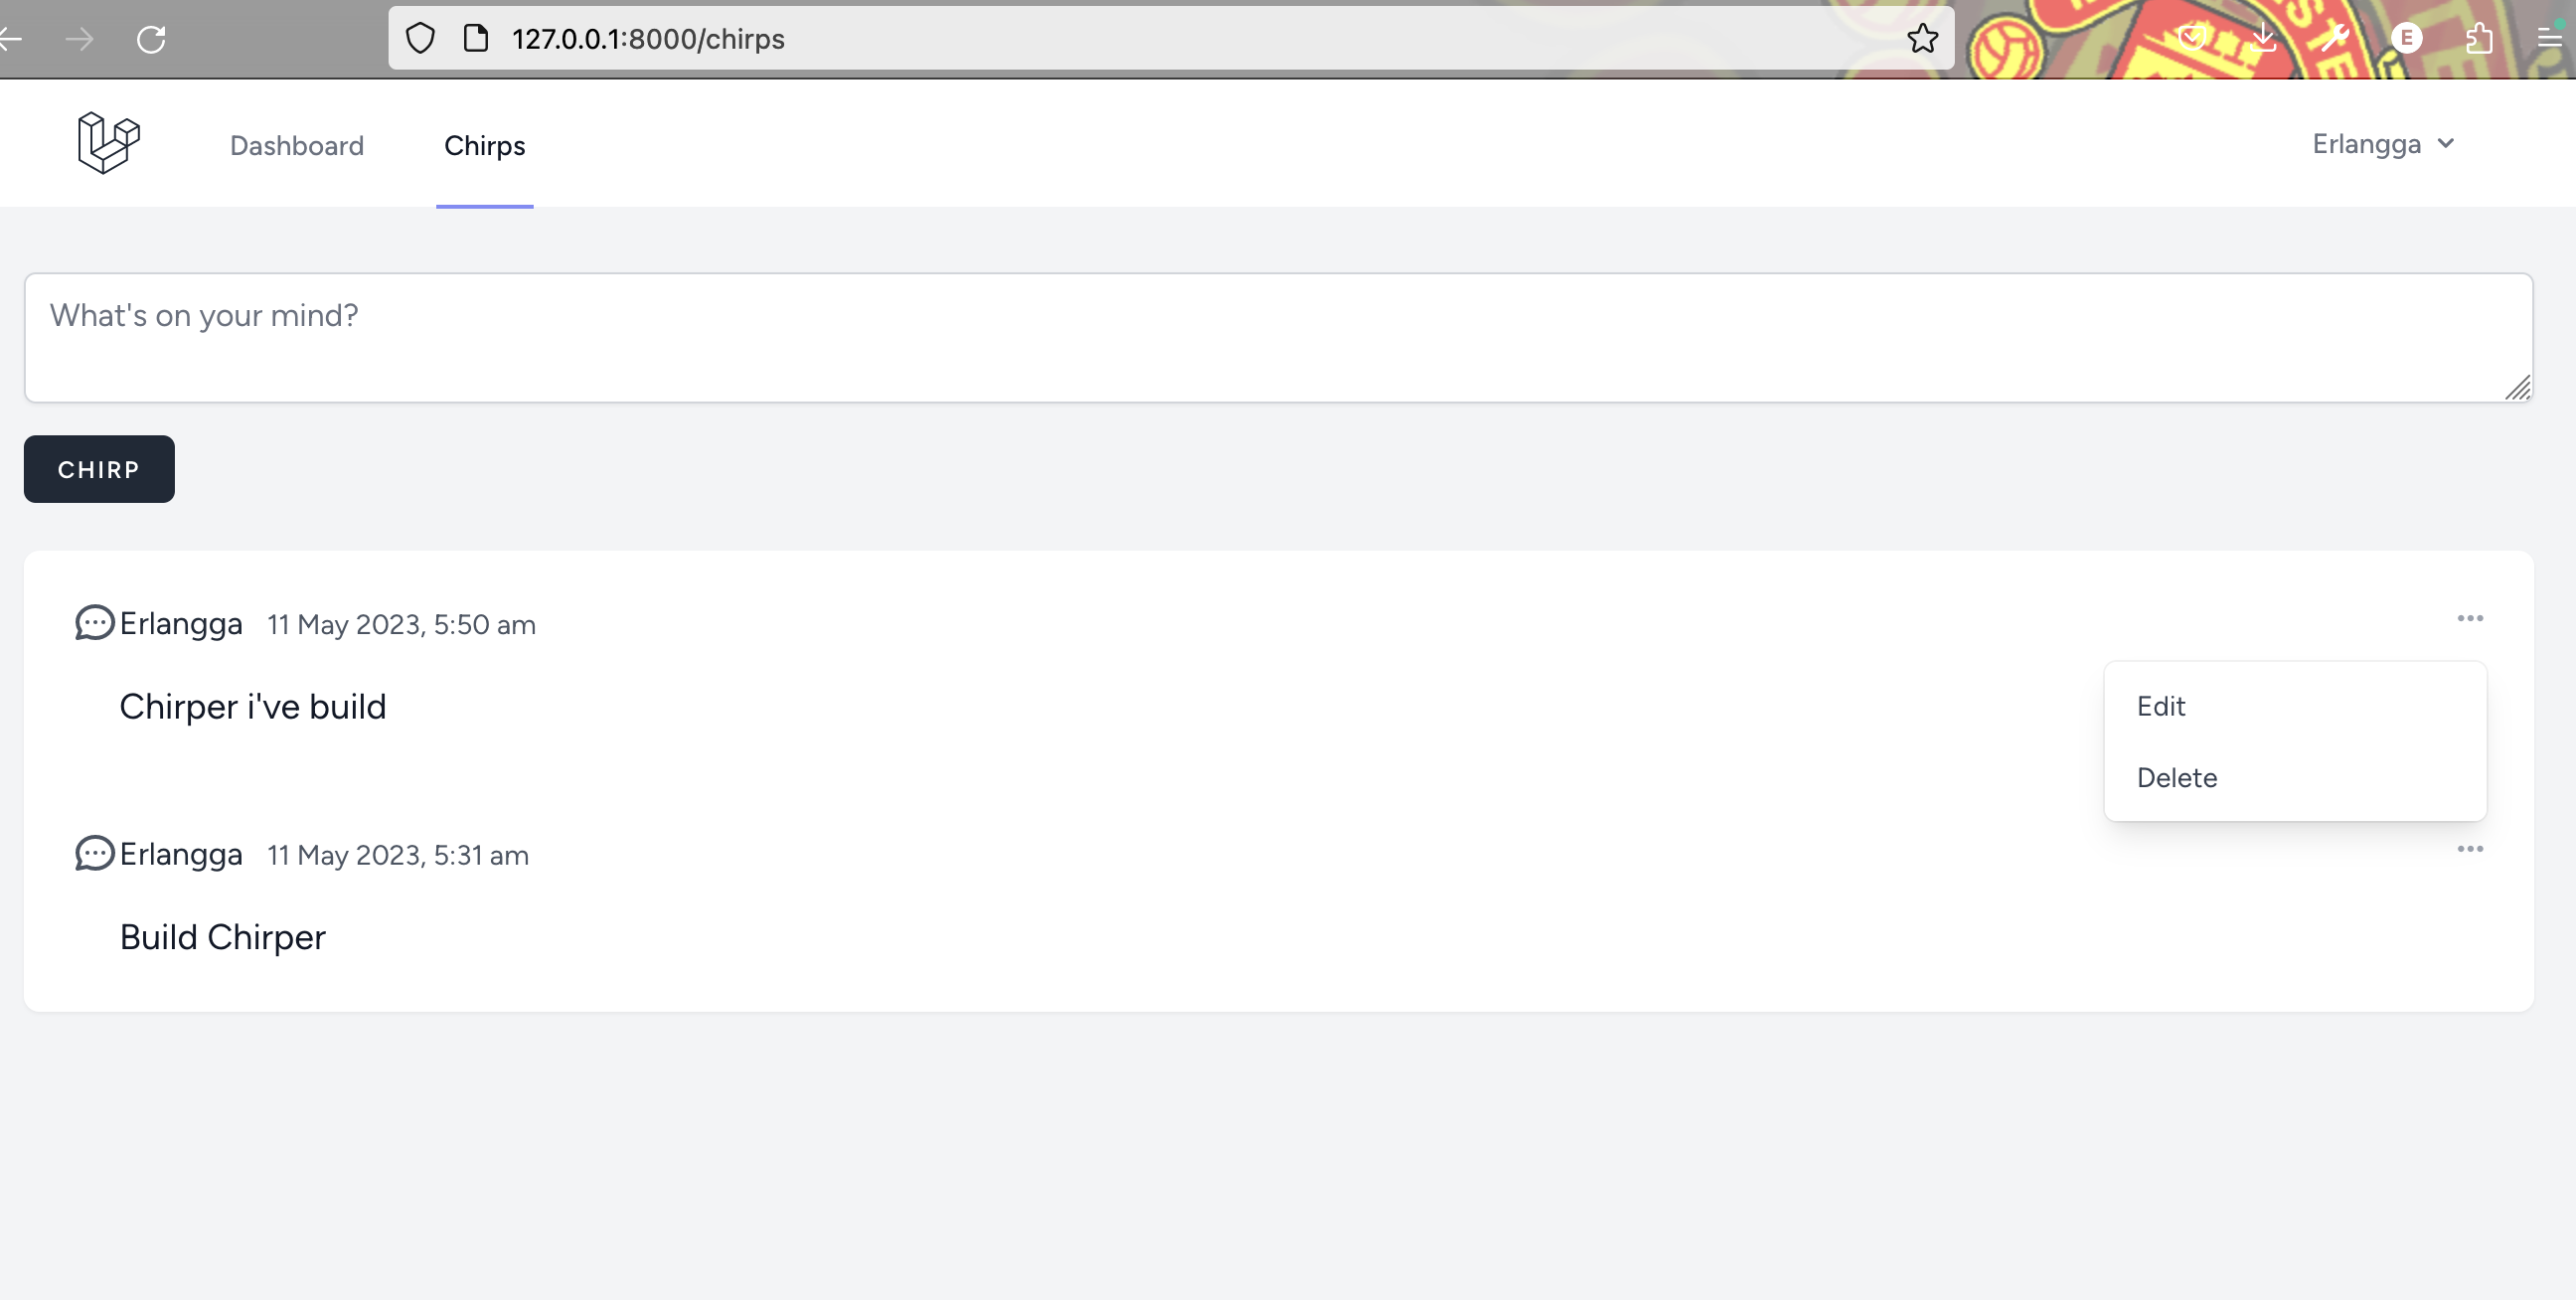 127.0.0.1:8000/chirps
E
Dashboard
Chirps
Erlangga
What's on your mind?
CHIRP
Erlangga 11 May 2023, 5:50 am
Chirper i've build
Edit
Delete
Erlangga 11 May 2023, 5:31 am
Build Chirper